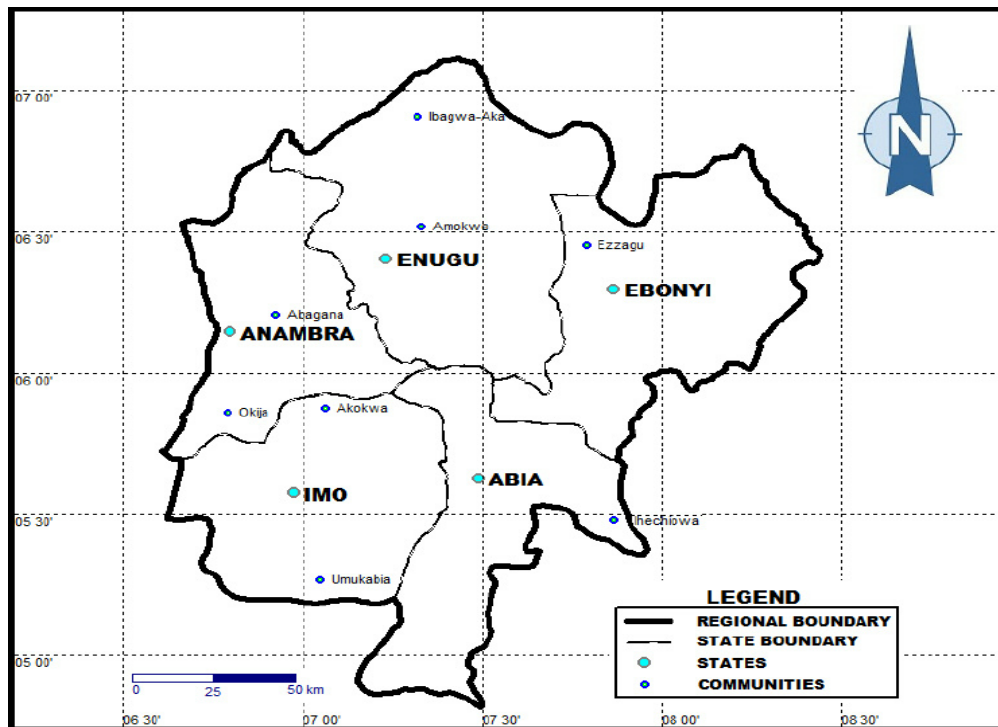 N
07 00'
Ibagwa-Aka
06 30'
Amokwa
Ezzagu
ENUGU
EBONYI
Abagana
ANAMBRA
06 00'
Okija
Akokwa
IMO
ABIA
05 30'
Umukabia
LEGEND
REGIONAL BOUNDARY
STATE BOUNDARY
STATES
COMMUNITIES
05 00'
0 25 50 km
06 30' 07 00' 07 30' 08 00' 08 30'